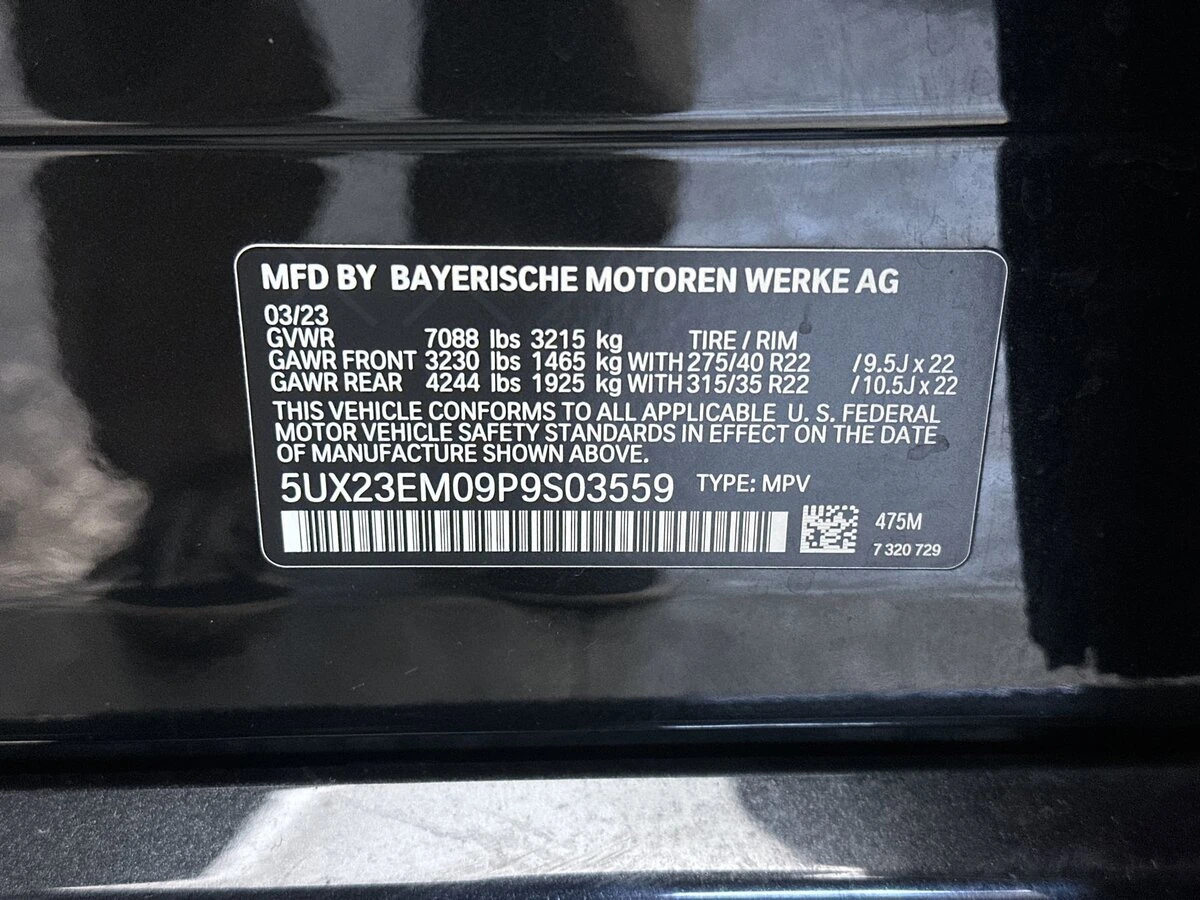 MFD BY BAYERISCHE MOTOREN WERKE AG
03/23
GVWR 7088 lbs 3215 kg TIRE / RIM
GAWR FRONT 3230 lbs 1465 kg WITH 275/40 R22 /9.5J x 22
GAWR REAR 4244 lbs 1925 kg WITH 315/35 R22 /10.5J x 22
THIS VEHICLE CONFORMS TO ALL APPLICABLE U. S. FEDERAL
MOTOR VEHICLE SAFETY STANDARDS IN EFFECT ON THE DATE
OF MANUFACTURE SHOWN ABOVE.
5UX23EM09P9S03559 TYPE: MPV
475M
7 320 729